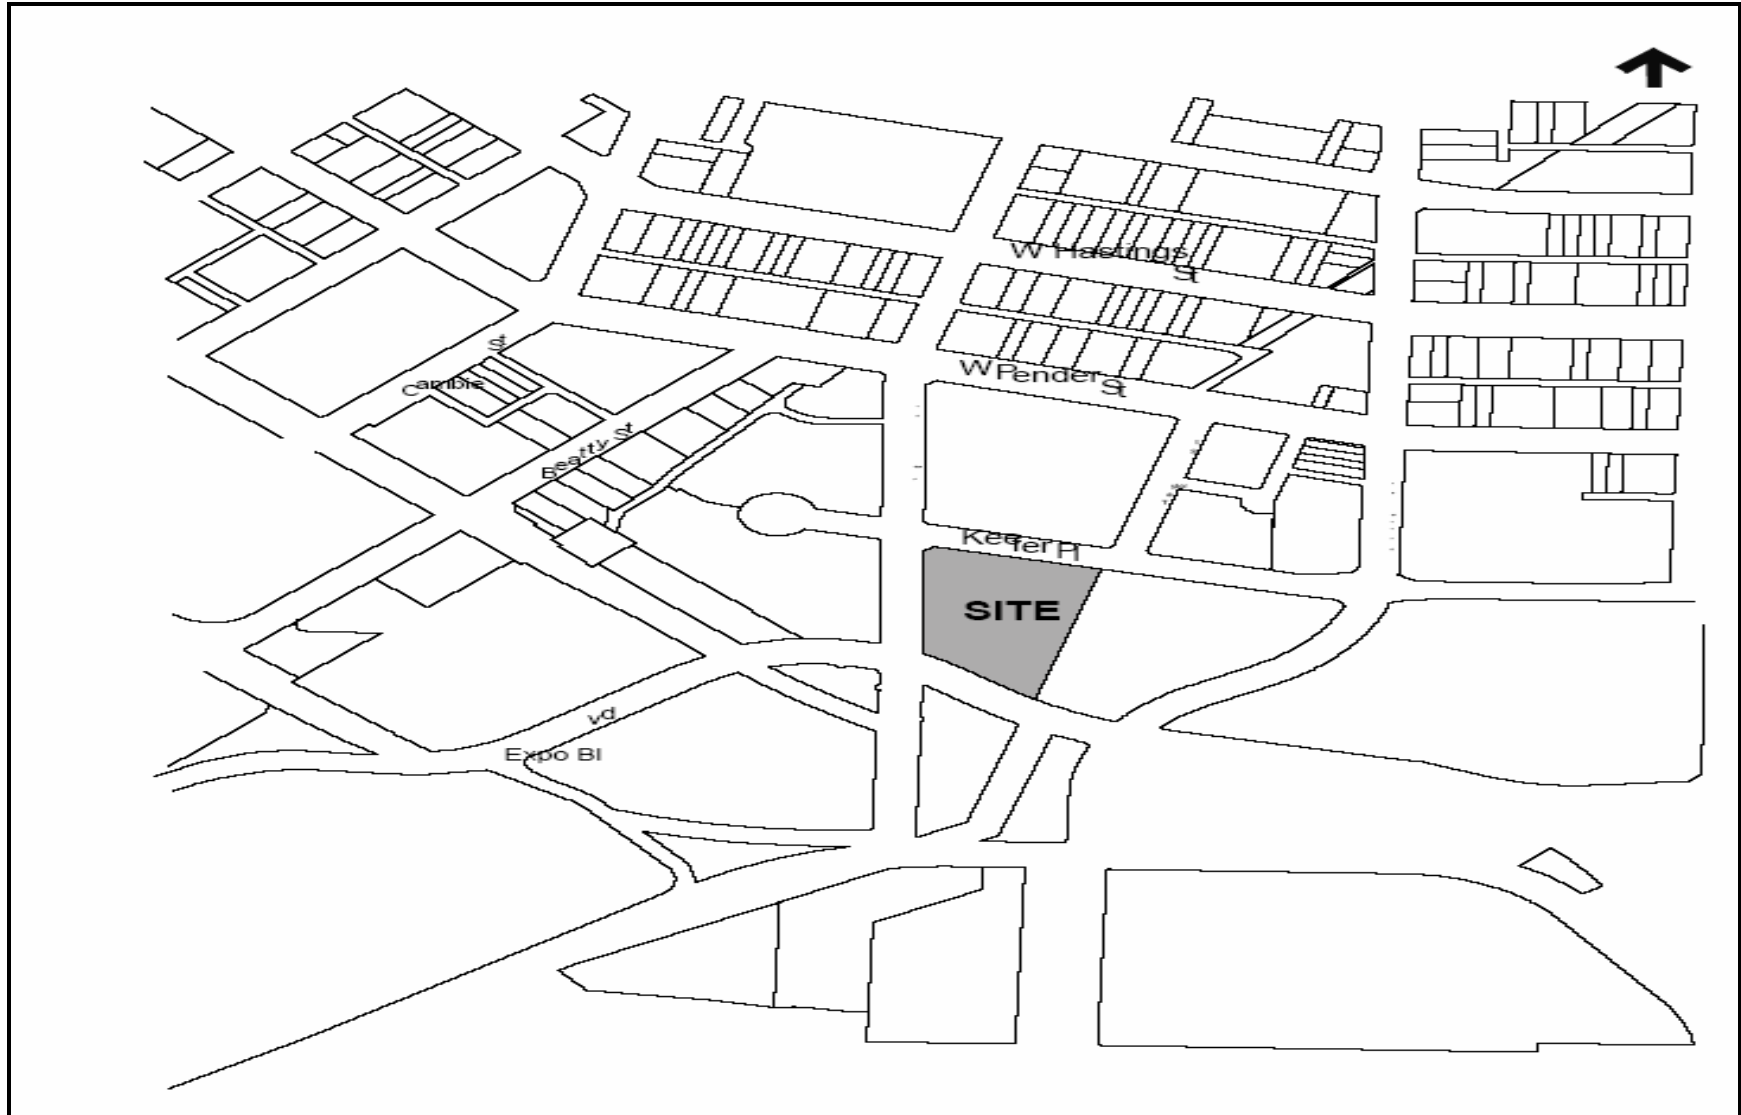 W Hastings St
St
Cambie
W Pender St
Beatty St
Keefer Pl
SITE
Expo Blvd